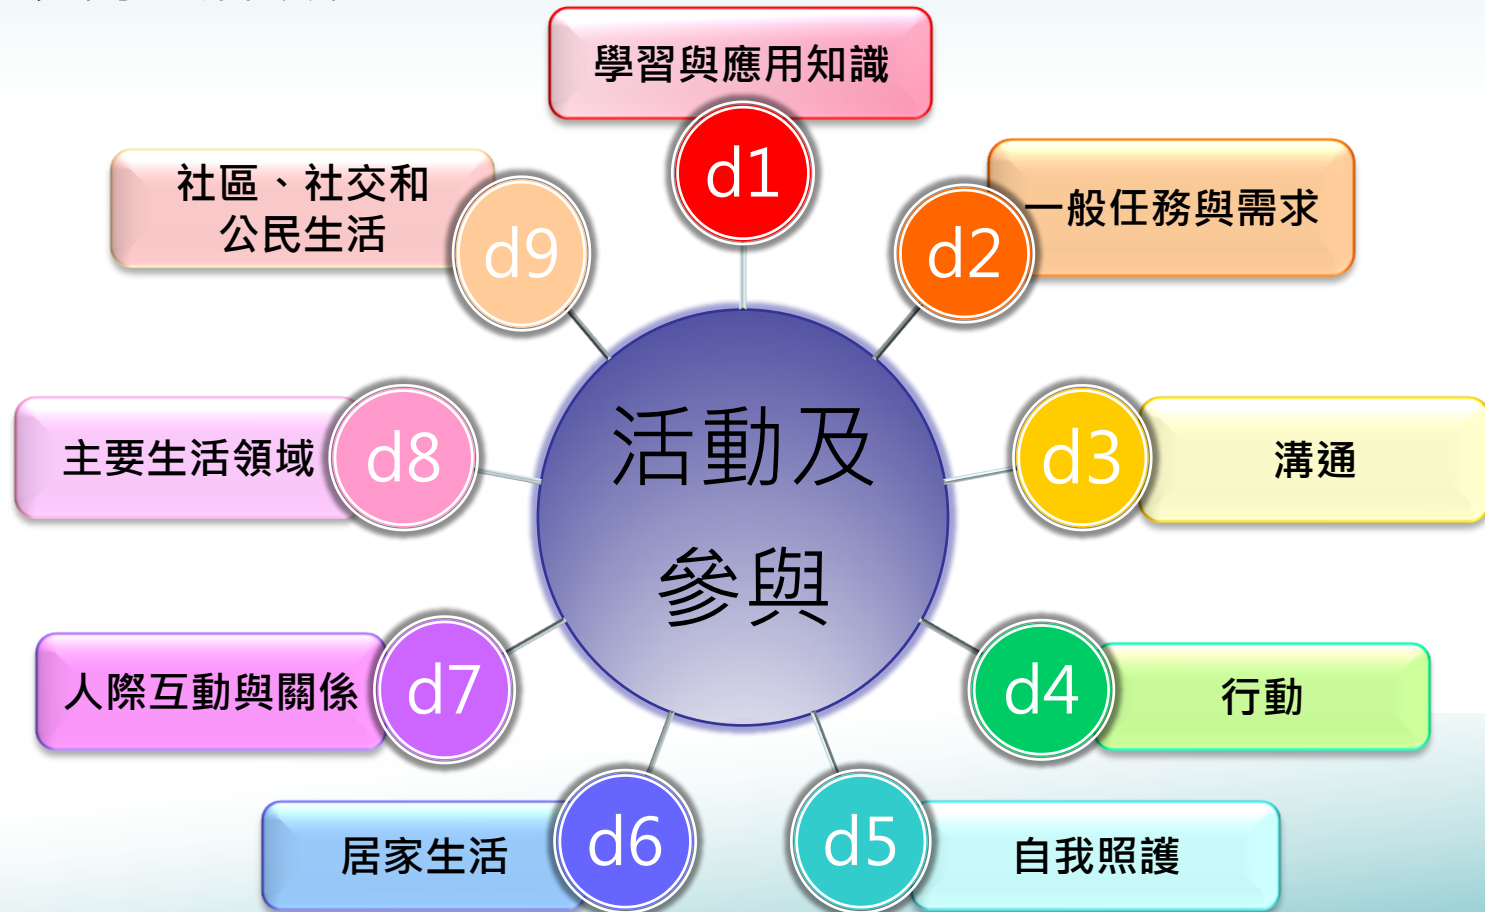 學習與應用知識
d1
一般任務與需求
d2
溝通
d3
行動
d4
自我照護
d5
居家生活
d6
人際互動與關係
d7
主要生活領域
d8
社區、社交和
公民生活
d9
活動及
參與